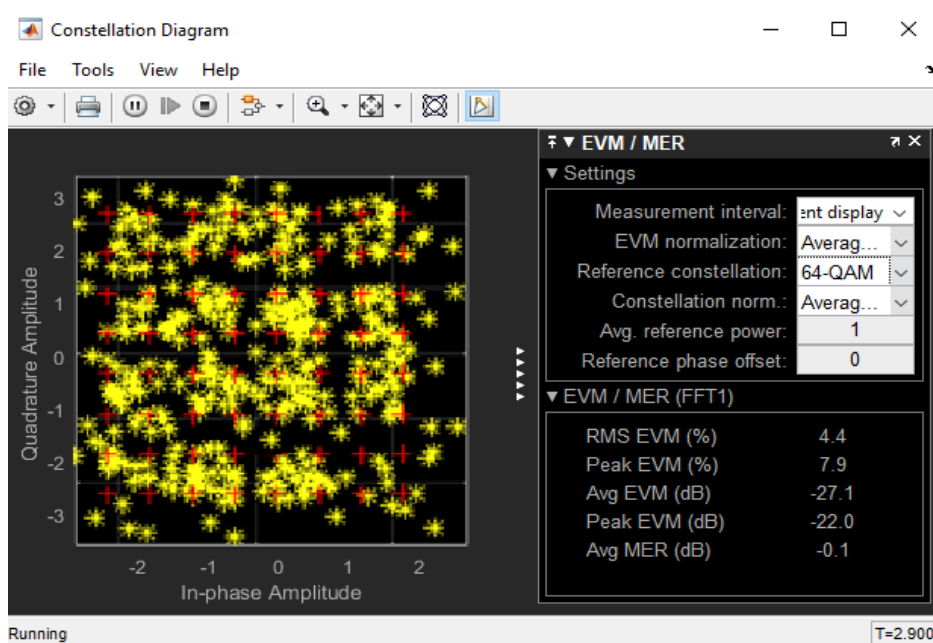 Constellation Diagram
File Tools View Help
EVM / MER
Settings
Measurement interval: ent display
EVM normalization: Averag...
Reference constellation: 64-QAM
Constellation norm.: Averag...
Avg. reference power: 1
Reference phase offset: 0
EVM / MER (FFT1)
RMS EVM (%) 4.4
Peak EVM (%) 7.9
Avg EVM (dB) -27.1
Peak EVM (dB) -22.0
Avg MER (dB) -0.1
Quadrature Amplitude
3
2
1
0
-1
-2
-3
-2 -1 0 1 2
In-phase Amplitude
Running T=2.900